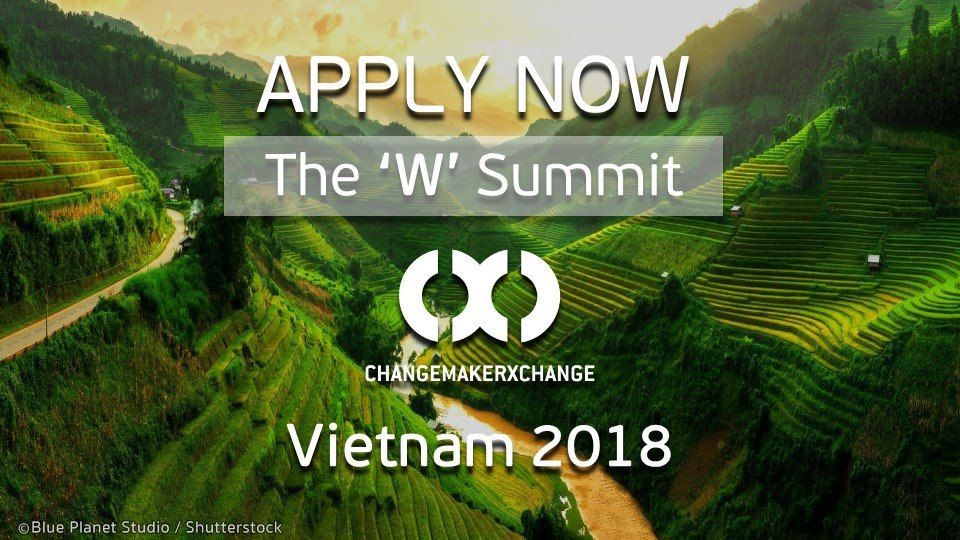 APPLY NOW
The ‘W’ Summit
CHANGEMAKERXCHANGE
Vietnam 2018
©Blue Planet Studio / Shutterstock